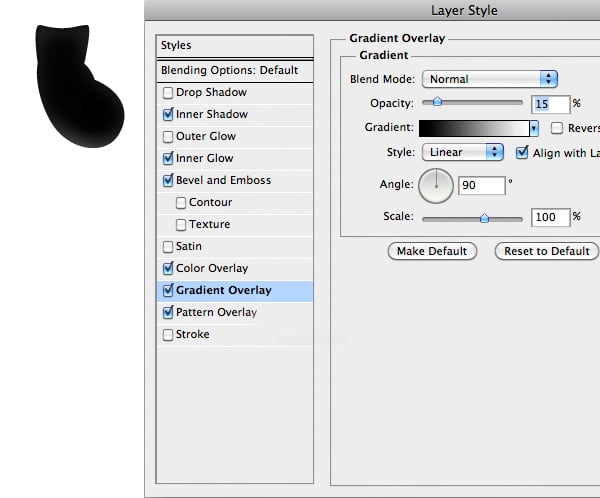 Layer Style
Styles
Blending Options: Default
Drop Shadow
Inner Shadow
Outer Glow
Inner Glow
Bevel and Emboss
Contour
Texture
Satin
Color Overlay
Gradient Overlay
Pattern Overlay
Stroke
Gradient Overlay
Gradient
Blend Mode: Normal
Opacity: 15 %
Gradient: Revers
Style: Linear Align with La
Angle: 90 °
Scale: 100 %
Make Default Reset to Default